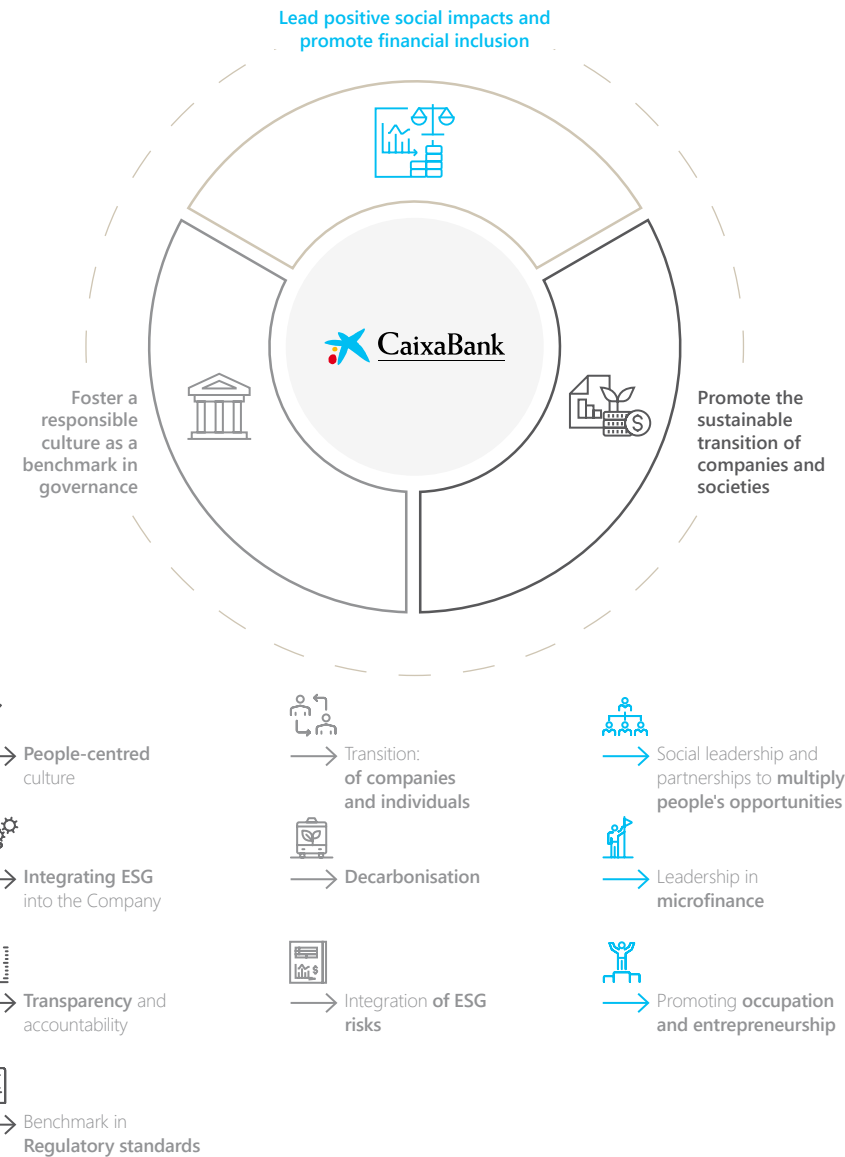 Lead positive social impacts and
promote financial inclusion
CaixaBank
Foster a
responsible
culture as a
benchmark in
governance
Promote the
sustainable
transition of
companies and
societies
People-centred
culture
Integrating ESG
into the Company
Transparency and
accountability
Benchmark in
Regulatory standards
Transition:
of companies
and individuals
Decarbonisation
Integration of ESG
risks
Social leadership and
partnerships to multiply
people's opportunities
Leadership in
microfinance
Promoting occupation
and entrepreneurship